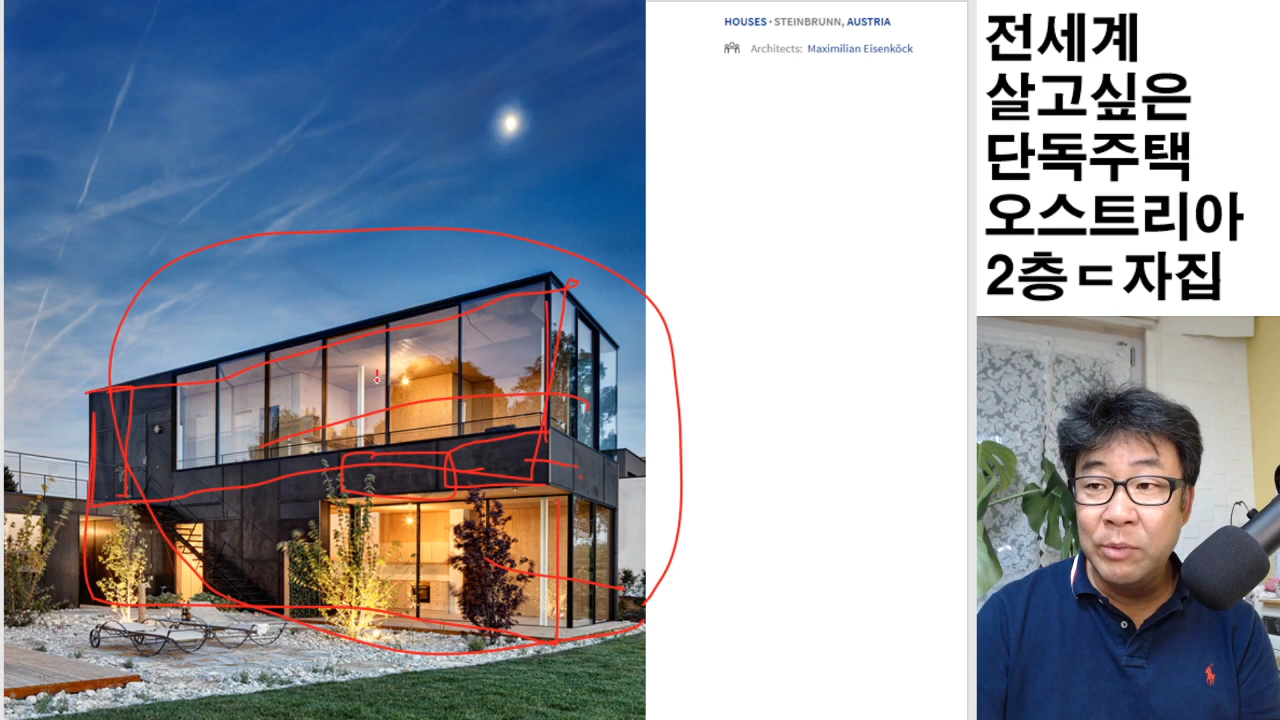 HOUSES • STEINBRUNN, AUSTRIA
Architects: Maximilian Eisenköck
전세계
살고싶은
단독주택
오스트리아
2층ㄷ자집